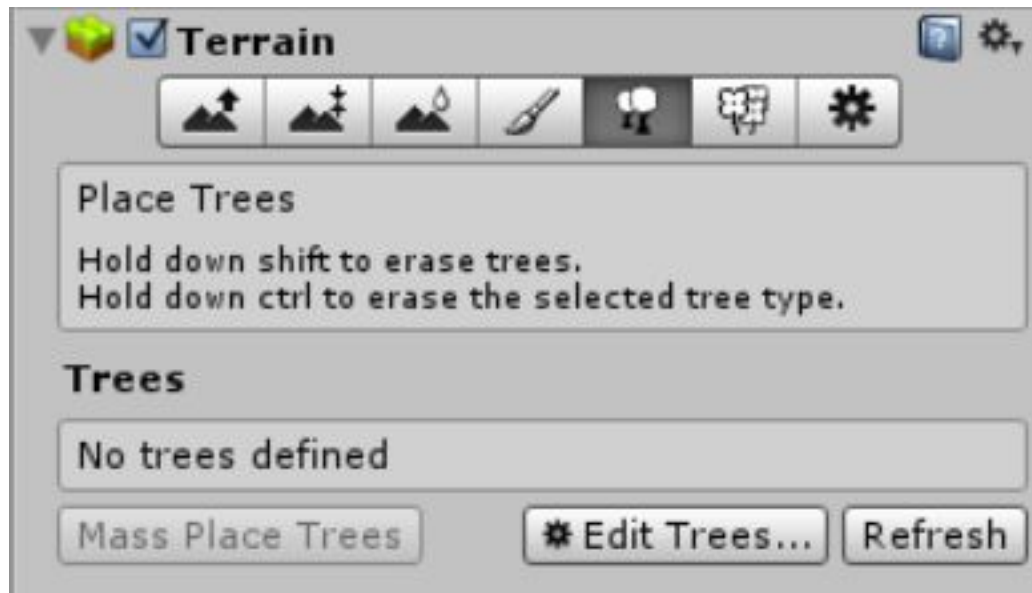 Terrain
Place Trees
Hold down shift to erase trees.
Hold down ctrl to erase the selected tree type.
Trees
No trees defined
Mass Place Trees
Edit Trees...
Refresh